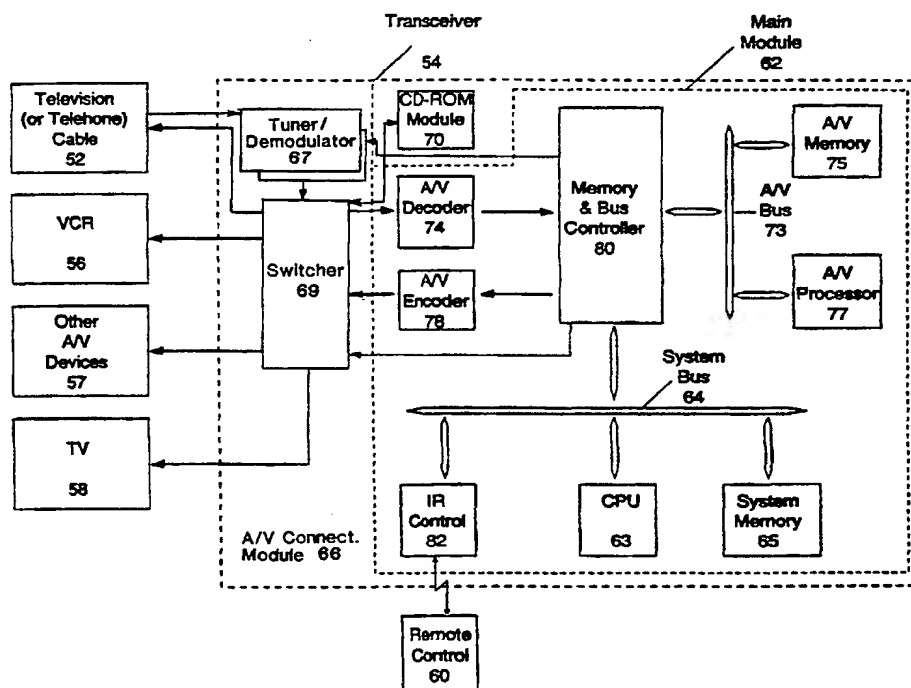 Transceiver
54
Main
Module
62
Television
(or Telehone)
Cable
52
Tuner/
Demodulator
67
CD-ROM
Module
70
Memory
& Bus
Controller
80
A/V
Memory
75
A/V
Bus
73
A/V
Processor
77
VCR
56
Switcher
69
A/V
Decoder
74
A/V
Encoder
78
Other
A/V
Devices
57
TV
58
System
Bus
64
IR
Control
82
CPU
63
System
Memory
65
A/V Connect.
Module 66
Remote
Control
60